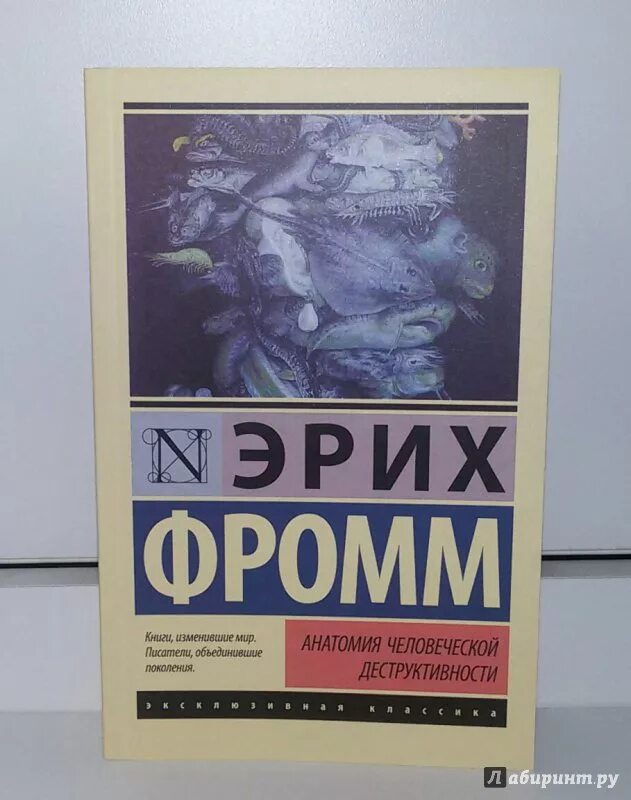 N ЭРИХ
ФРОММ
Книги, изменившие мир.
Писатели, объединившие
поколения.
АНАТОМИЯ ЧЕЛОВЕЧЕСКОЙ
ДЕСТРУКТИВНОСТИ
эксклюзивная классика
Лабиринт.ру